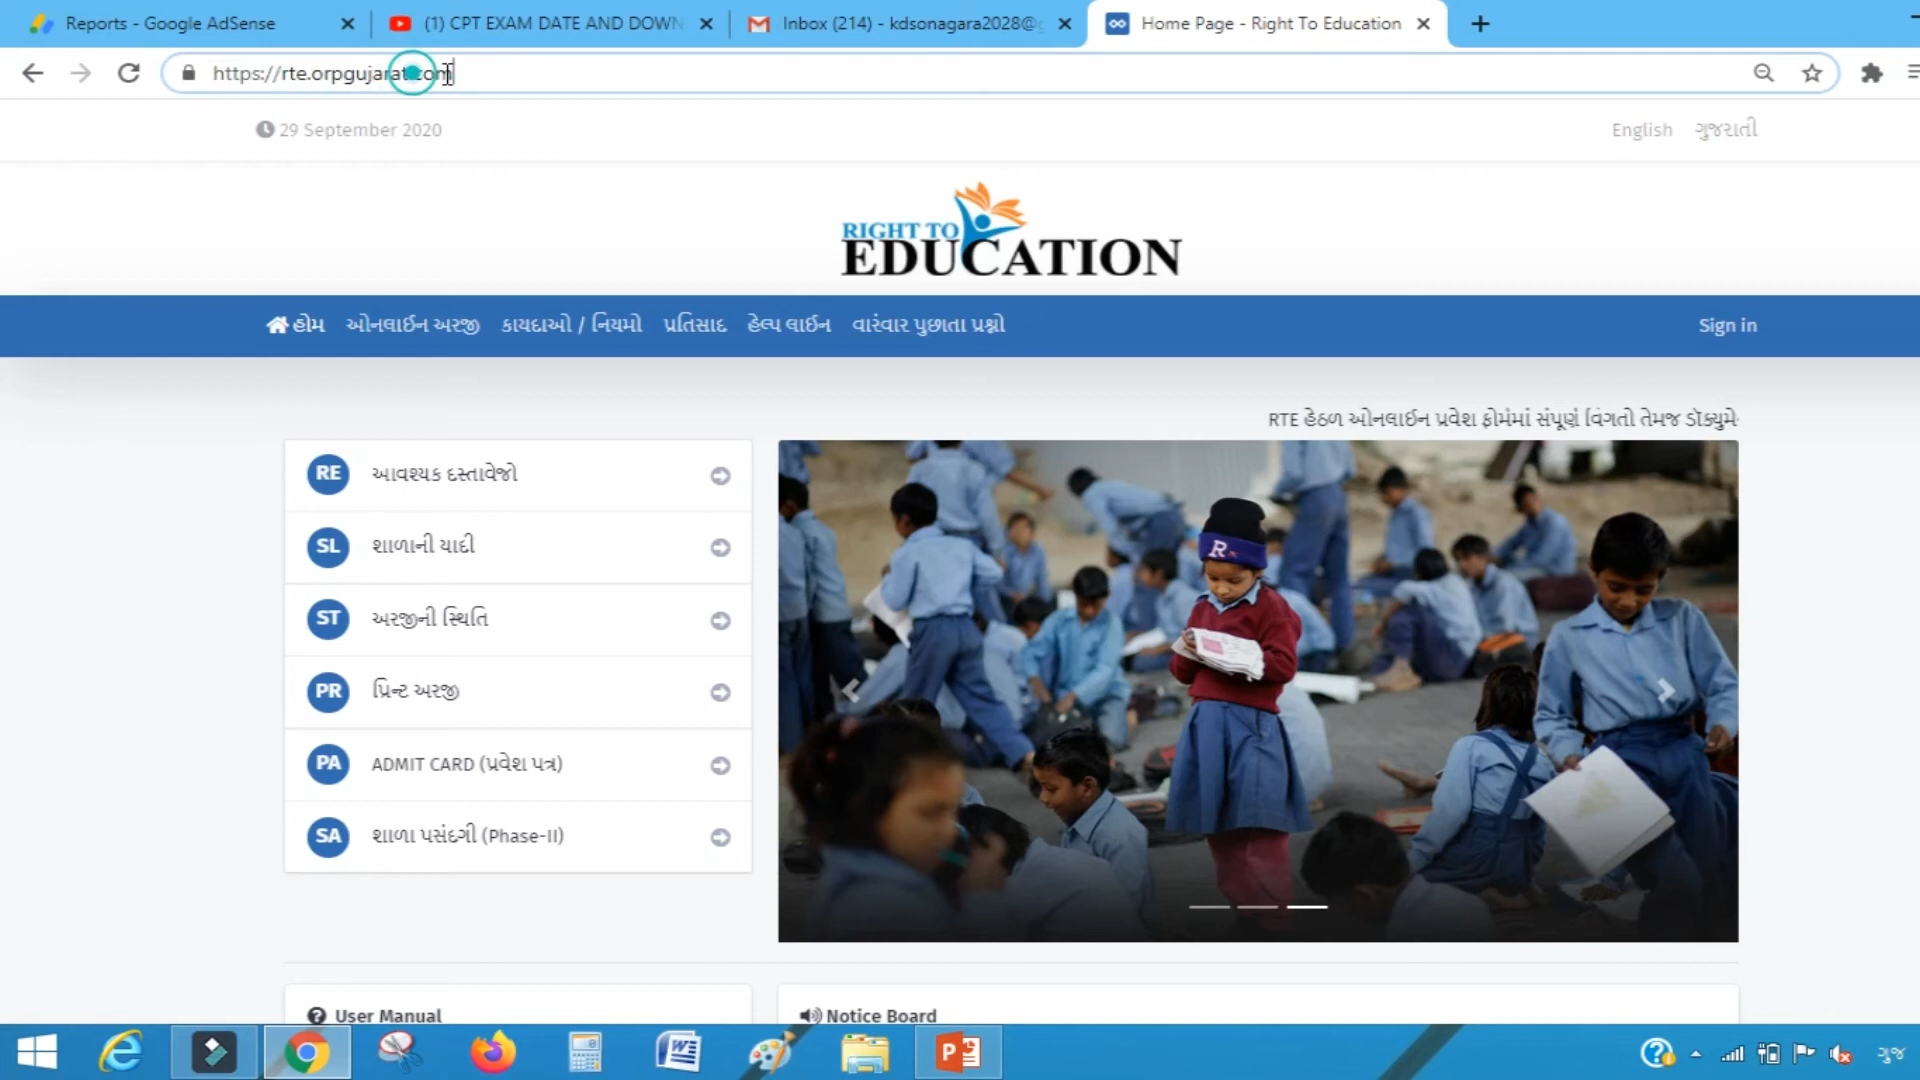 Reports - Google AdSense
(1) CPT EXAM DATE AND DOWN
Inbox (214) - kdsonagara2028@
Home Page - Right To Education
https://rte.orpgujarat.com
29 September 2020
English ગુજરાતી
RIGHT TO
EDUCATION
હોમ ઓનલાઈન અરજી કાયદાઓ / નિયમો પ્રતિસાદ હેલ્પ લાઈન વારંવાર પુછાતા પ્રશ્નો Sign in
RTE હેઠળ ઓનલાઈન પ્રવેશ ફોર્મમાં સંપૂર્ણ વિગતો તેમજ ડૉક્યુમે
RE આવશ્યક દસ્તાવેજો
SL શાળાની યાદી
ST અરજીની સ્થિતિ
PR પ્રિન્ટ અરજી
PA ADMIT CARD (પ્રવેશ પત્ર)
SA શાળા પસંદગી (Phase-II)
R
User Manual
Notice Board
ગુજ